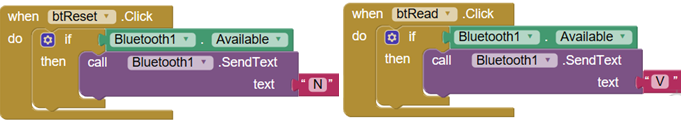 when btReset .Click
do if Bluetooth1 . Available
then call Bluetooth1 .SendText
text "N"
when btRead .Click
do if Bluetooth1 . Available
then call Bluetooth1 .SendText
text "V"